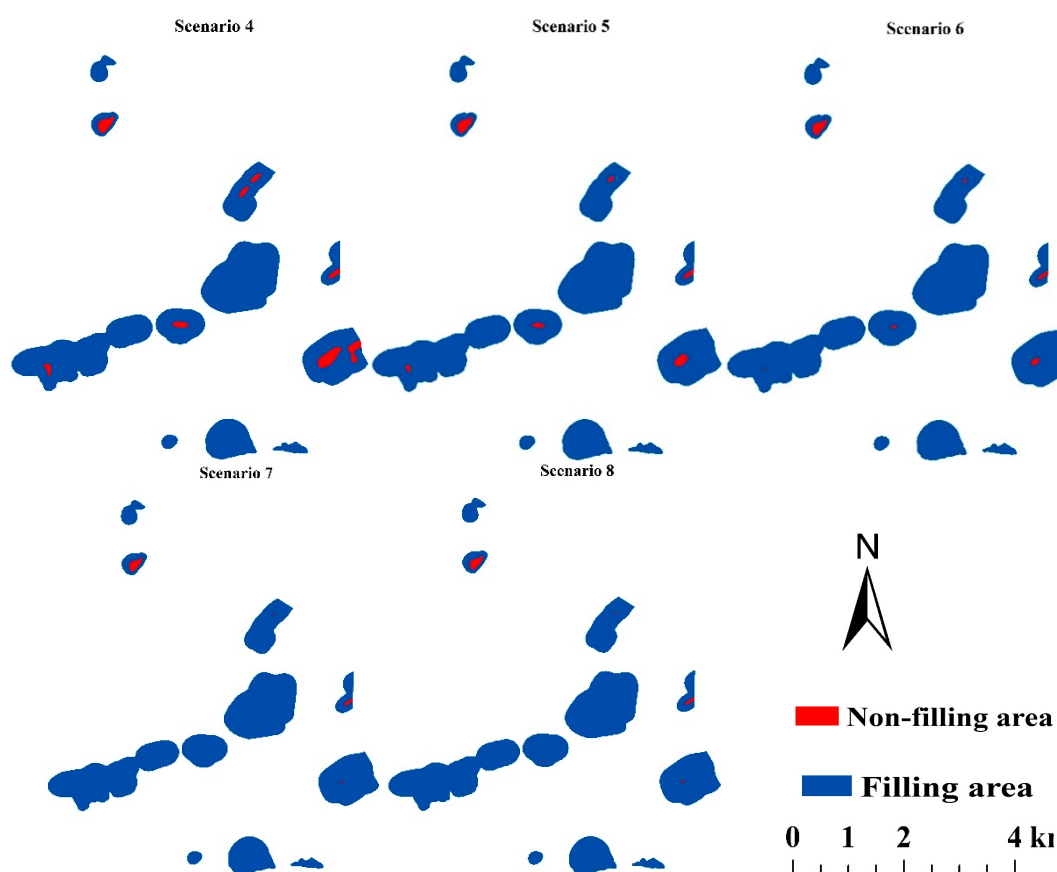 Scenario 4
Scenario 5
Scenario 6
Scenario 7
Scenario 8
N
Non-filling area
Filling area
0 1 2 4 k